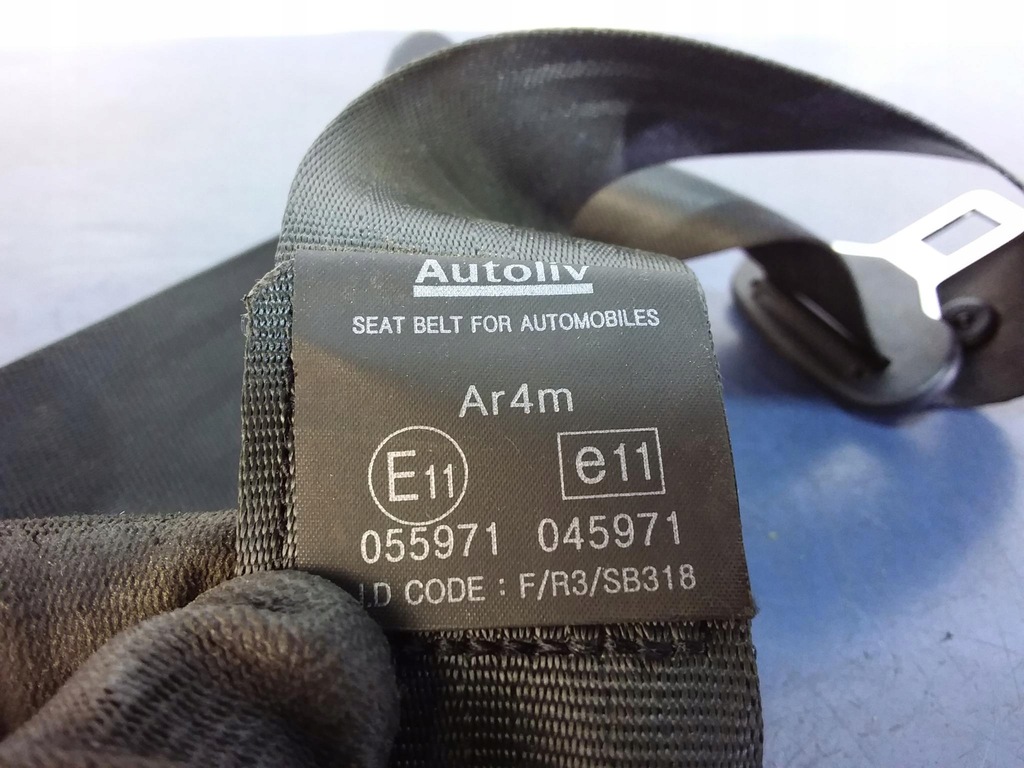 Autoliv
SEAT BELT FOR AUTOMOBILES
Ar4m
E11 e11
055971 045971
I.D CODE : F/R3/SB318